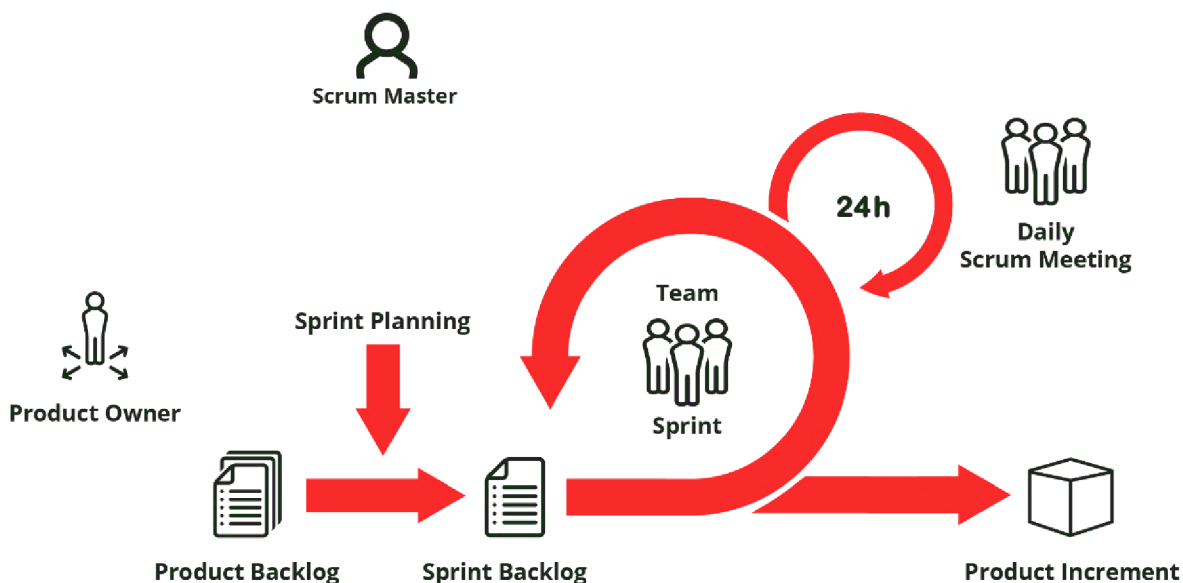 Scrum Master
24h
Daily
Scrum Meeting
Team
Sprint Planning
Product Owner
Sprint
Product Backlog
Sprint Backlog
Product Increment